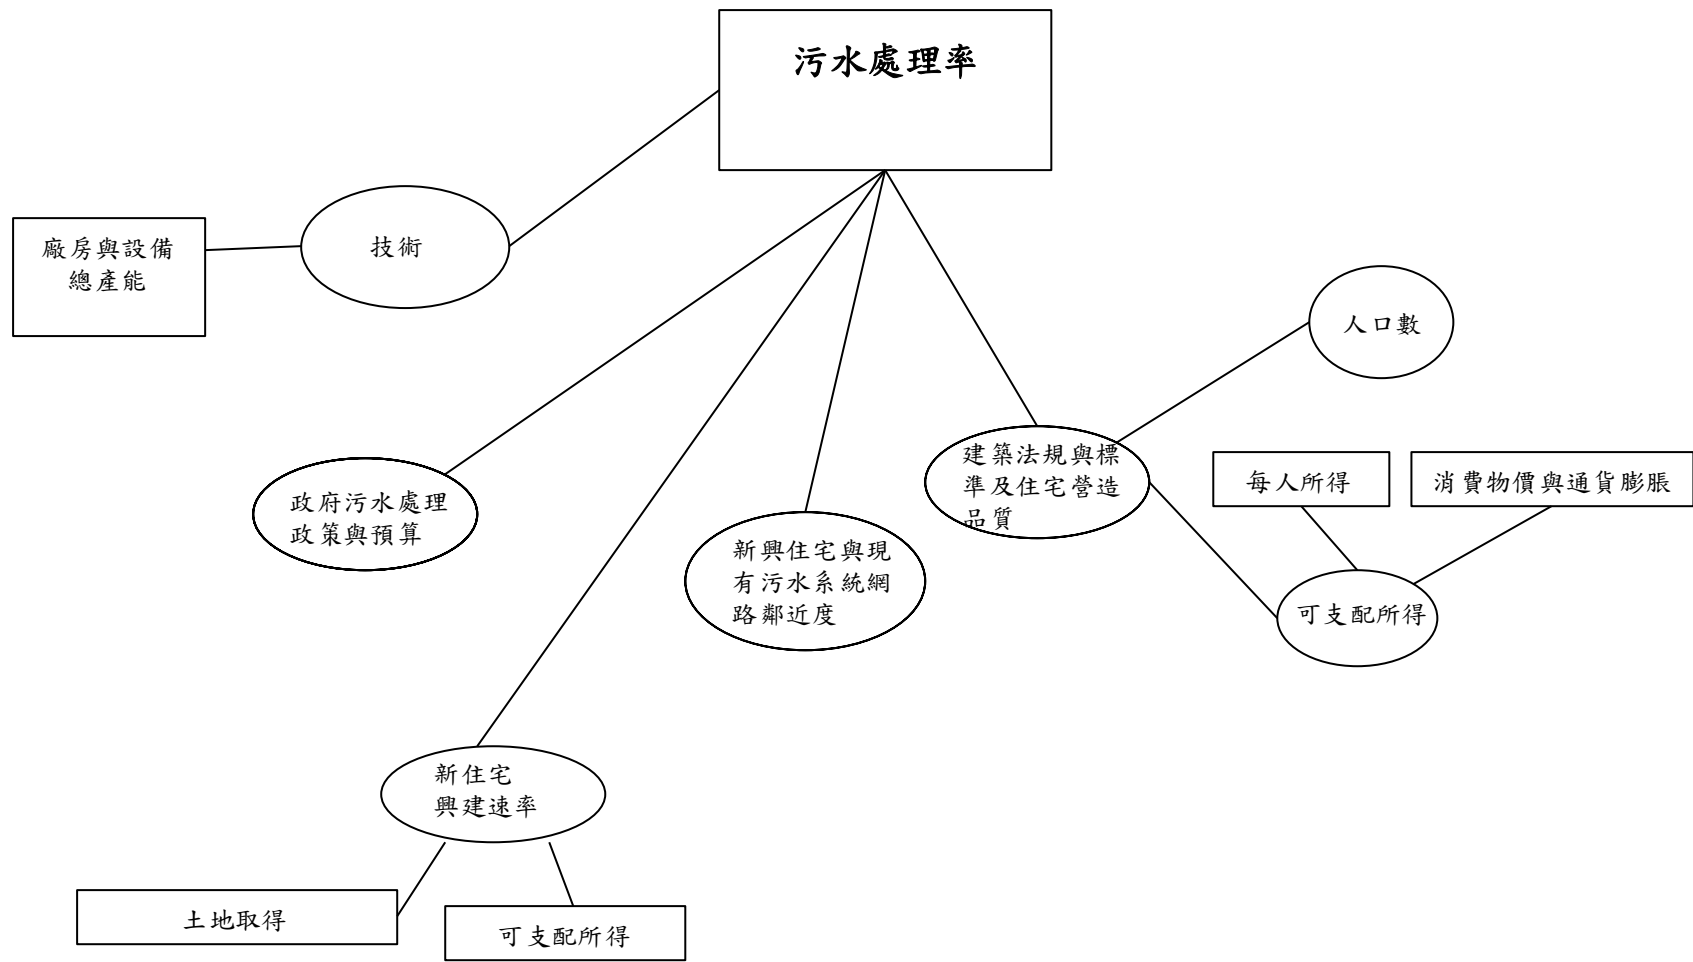 污水處理率
廠房與設備
總產能
技術
人口數
建築法規與標
準及住宅營造
品質
每人所得
消費物價與通貨膨脹
政府污水處理
政策與預算
新興住宅與現
有污水系統網
路鄰近度
可支配所得
新住宅
興建速率
土地取得
可支配所得